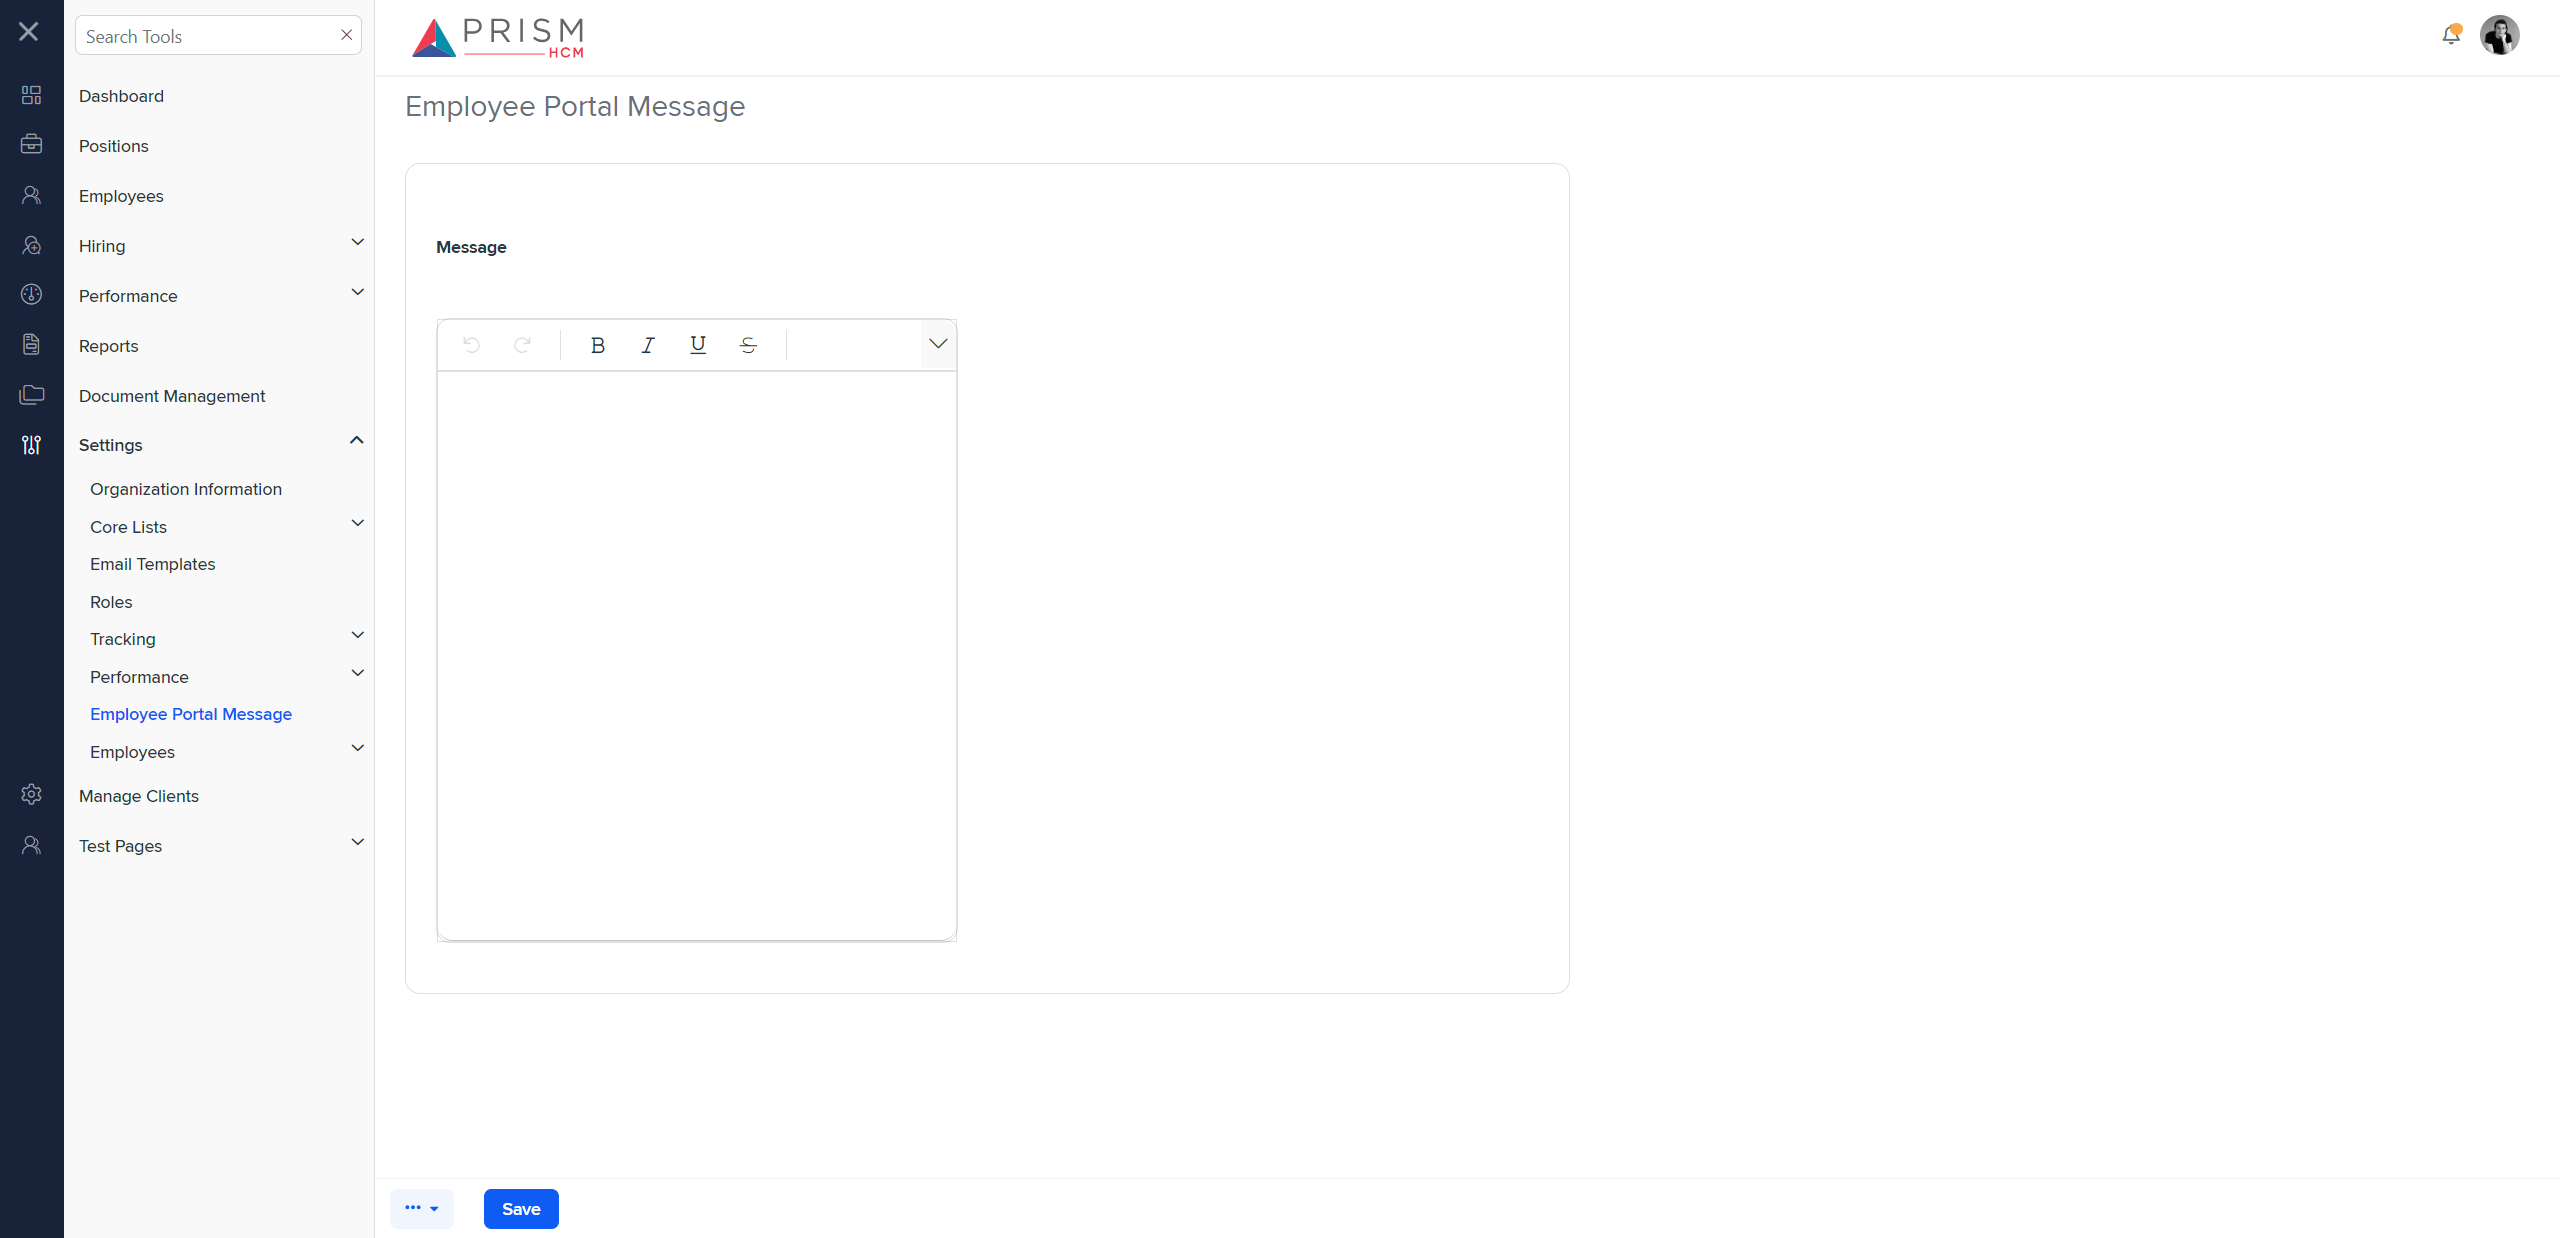 Search Tools
PRISM
HCM
Dashboard
Positions
Employees
Hiring
Performance
Reports
Document Management
Settings
Organization Information
Core Lists
Email Templates
Roles
Tracking
Performance
Employee Portal Message
Employees
Manage Clients
Test Pages
Employee Portal Message
Message
B I U S
Save